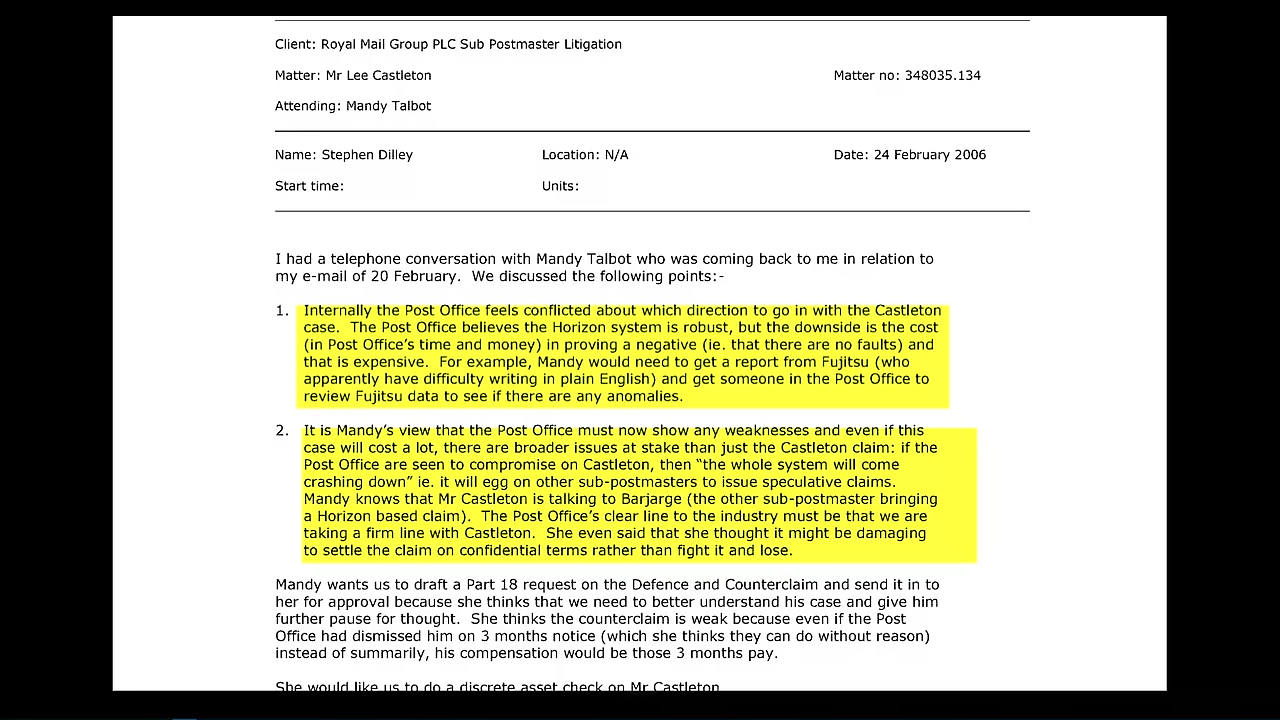 Client: Royal Mail Group PLC Sub Postmaster Litigation
Matter: Mr Lee Castleton Matter no: 348035.134
Attending: Mandy Talbot
Name: Stephen Dilley Location: N/A Date: 24 February 2006
Start time: Units:
I had a telephone conversation with Mandy Talbot who was coming back to me in relation to
my e-mail of 20 February. We discussed the following points:-
1. Internally the Post Office feels conflicted about which direction to go in with the Castleton
case. The Post Office believes the Horizon system is robust, but the downside is the cost
(in Post Office's time and money) in proving a negative (ie. that there are no faults) and
that is expensive. For example, Mandy would need to get a report from Fujitsu (who
apparently have difficulty writing in plain English) and get someone in the Post Office to
review Fujitsu data to see if there are any anomalies.
2. It is Mandy's view that the Post Office must now show any weaknesses and even if this
case will cost a lot, there are broader issues at stake than just the Castleton claim: if the
Post Office are seen to compromise on Castleton, then "the whole system will come
crashing down" ie. it will egg on other sub-postmasters to issue speculative claims.
Mandy knows that Mr Castleton is talking to Barjarge (the other sub-postmaster bringing
a Horizon based claim). The Post Office's clear line to the industry must be that we are
taking a firm line with Castleton. She even said that she thought it might be damaging
to settle the claim on confidential terms rather than fight it and lose.
Mandy wants us to draft a Part 18 request on the Defence and Counterclaim and send it in to
her for approval because she thinks that we need to better understand his case and give him
further pause for thought. She thinks the counterclaim is weak because even if the Post
Office had dismissed him on 3 months notice (which she thinks they can do without reason)
instead of summarily, his compensation would be those 3 months pay.
She would like us to do a discrete asset check on Mr Castleton